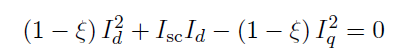 (1 − ξ) I_d^2 + I_sc I_d − (1 − ξ) I_q^2 = 0